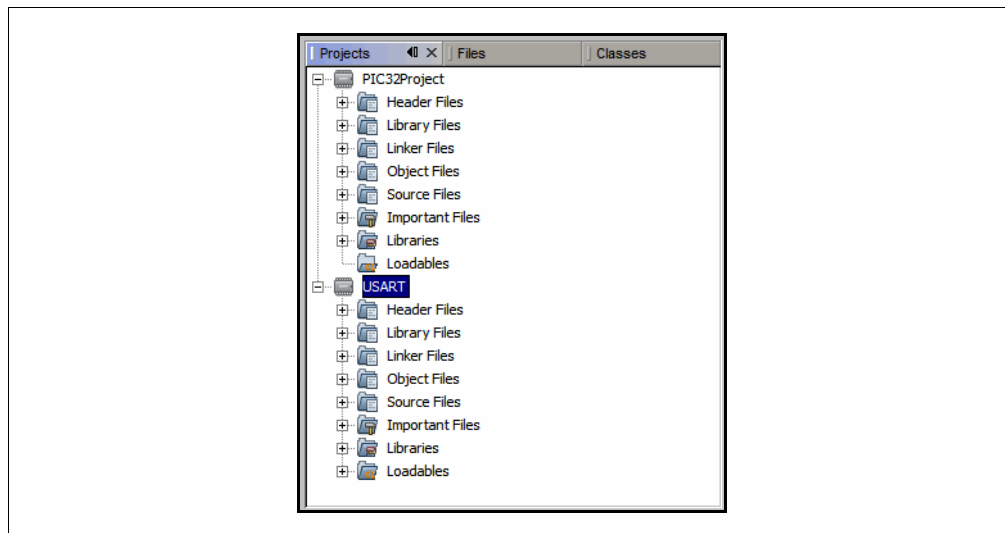 Projects Files Classes
PIC32Project
Header Files
Library Files
Linker Files
Object Files
Source Files
Important Files
Libraries
Loadables
USART
Header Files
Library Files
Linker Files
Object Files
Source Files
Important Files
Libraries
Loadables